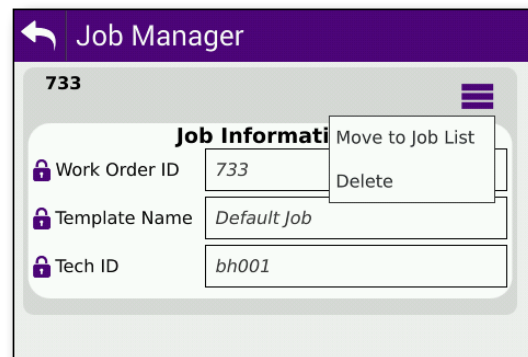 Job Manager
733
Job Informati
Move to Job List
Delete
Work Order ID 733
Template Name Default Job
Tech ID bh001